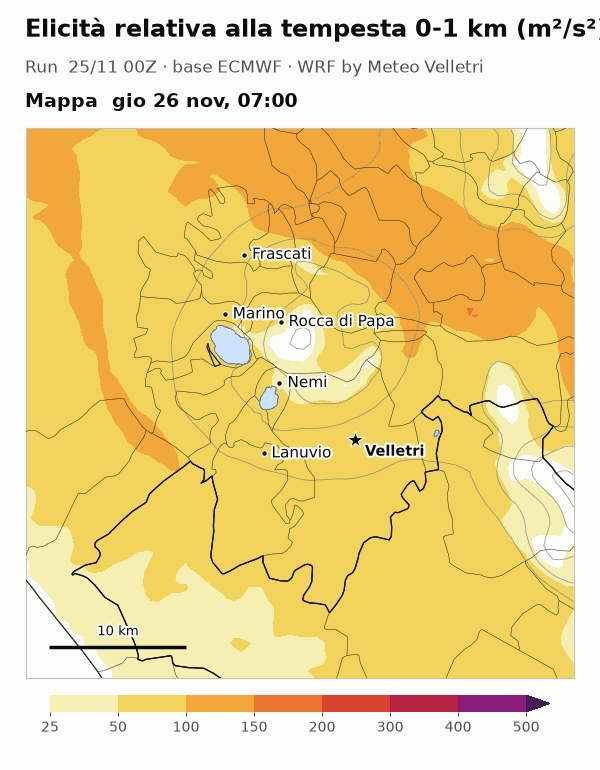 Elicità relativa alla tempesta 0-1 km (m²/s²)
Run  25/11 00Z · base ECMWF · WRF by Meteo Velletri
Mappa  gio 26 nov, 07:00
Frascati
Marino
Rocca di Papa
Nemi
Velletri
Lanuvio
10 km
25 50 100 150 200 300 400 500